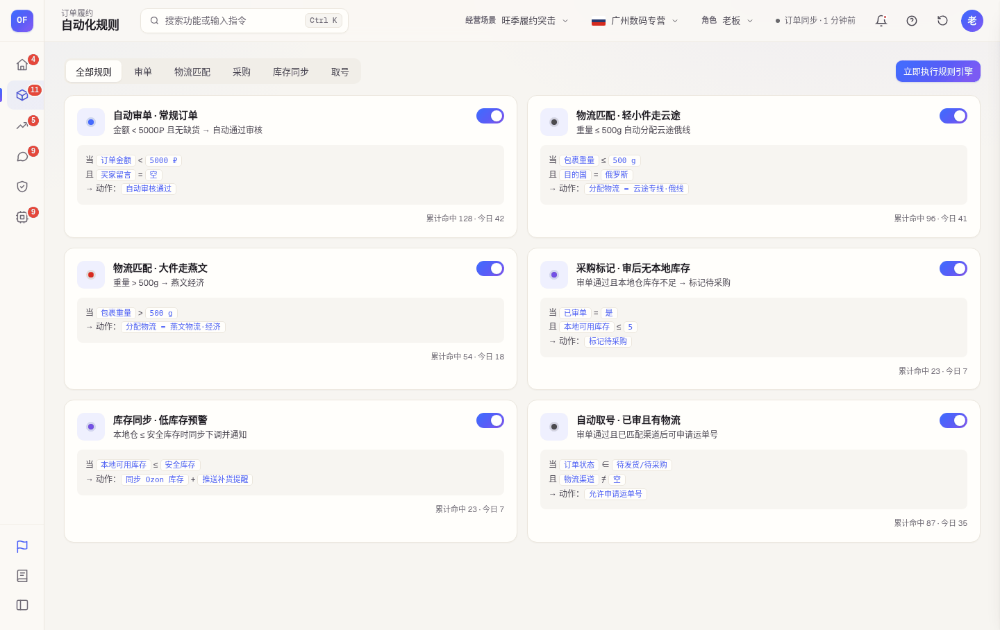 OF
订单履约
自动化规则
搜索功能或输入指令
Ctrl K
经营场景 旺季履约突击
广州数码专营
角色 老板
订单同步 · 1 分钟前
老
4
11
5
9
9
全部规则 审单 物流匹配 采购 库存同步 取号
立即执行规则引擎
自动审单 · 常规订单
金额 < 5000₽ 且无缺货 → 自动通过审核
当 订单金额 < 5000 ₽
且 买家留言 = 空
→ 动作： 自动审核通过
累计命中 128 · 今日 42
物流匹配 · 轻小件走云途
重量 ≤ 500g 自动分配云途俄线
当 包裹重量 ≤ 500 g
且 目的国 = 俄罗斯
→ 动作： 分配物流 = 云途专线·俄线
累计命中 96 · 今日 41
物流匹配 · 大件走燕文
重量 > 500g → 燕文经济
当 包裹重量 > 500 g
→ 动作： 分配物流 = 燕文物流·经济
累计命中 54 · 今日 18
采购标记 · 审后无本地库存
审单通过且本地仓库存不足 → 标记待采购
当 已审单 = 是
且 本地可用库存 ≤ 5
→ 动作： 标记待采购
累计命中 23 · 今日 7
库存同步 · 低库存预警
本地仓 ≤ 安全库存时同步下调并通知
当 本地可用库存 ≤ 安全库存
→ 动作： 同步 Ozon 库存 + 推送补货提醒
累计命中 23 · 今日 7
自动取号 · 已审且有物流
审单通过且已匹配渠道后可申请运单号
当 订单状态 ∈ 待发货/待采购
且 物流渠道 ≠ 空
→ 动作： 允许申请运单号
累计命中 87 · 今日 35